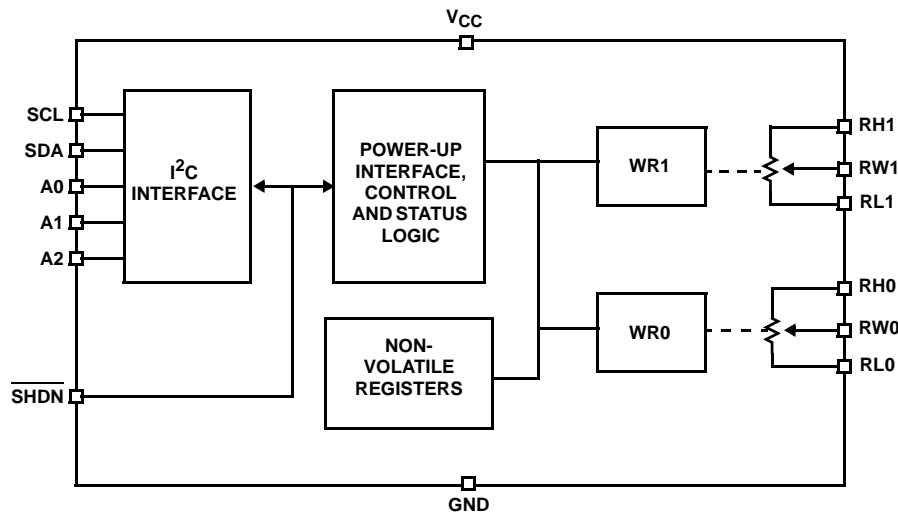 VCC
SCL
SDA
A0
A1
A2
SHDN
I2C
INTERFACE
POWER-UP
INTERFACE,
CONTROL
AND STATUS
LOGIC
NON-
VOLATILE
REGISTERS
WR1
WR0
RH1
RW1
RL1
RH0
RW0
RL0
GND